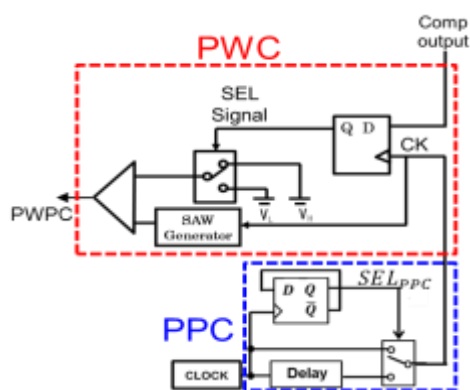 Comp
output
PWC
SEL
Signal
Q D
CK
PWPC
SAW
Generator
V_L V_H
D Q
Q̅
SEL_PPC
PPC
CLOCK
Delay